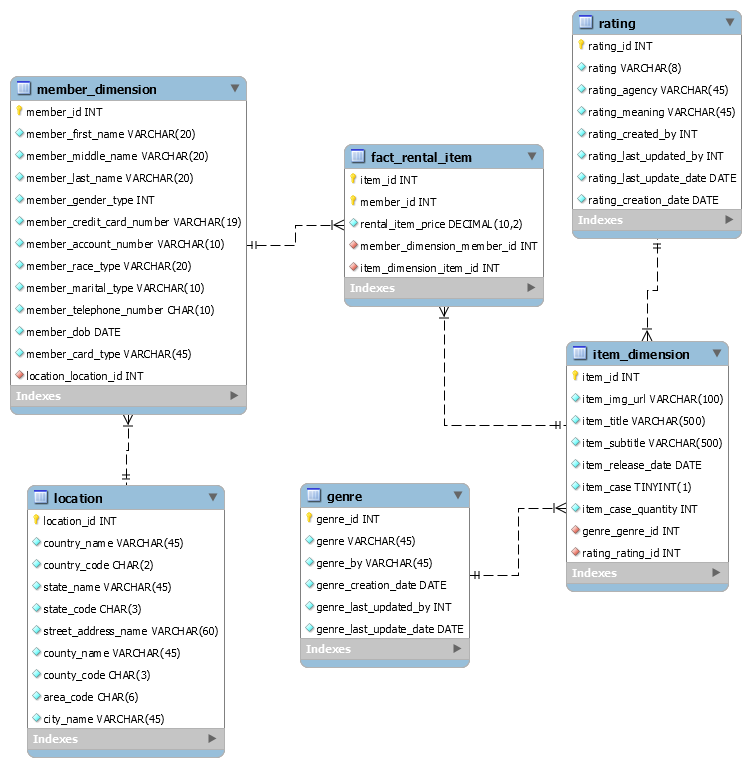 member_dimension
member_id INT
member_first_name VARCHAR(20)
member_middle_name VARCHAR(20)
member_last_name VARCHAR(20)
member_gender_type INT
member_credit_card_number VARCHAR(19)
member_account_number VARCHAR(10)
member_race_type VARCHAR(20)
member_marital_type VARCHAR(10)
member_telephone_number CHAR(10)
member_dob DATE
member_card_type VARCHAR(45)
location_location_id INT
Indexes
fact_rental_item
item_id INT
member_id INT
rental_item_price DECIMAL(10,2)
member_dimension_member_id INT
item_dimension_item_id INT
Indexes
rating
rating_id INT
rating VARCHAR(8)
rating_agency VARCHAR(45)
rating_meaning VARCHAR(45)
rating_created_by INT
rating_last_updated_by INT
rating_last_update_date DATE
rating_creation_date DATE
Indexes
item_dimension
item_id INT
item_img_url VARCHAR(100)
item_title VARCHAR(500)
item_subtitle VARCHAR(500)
item_release_date DATE
item_case TINYINT(1)
item_case_quantity INT
genre_genre_id INT
rating_rating_id INT
Indexes
location
location_id INT
country_name VARCHAR(45)
country_code CHAR(2)
state_name VARCHAR(45)
state_code CHAR(3)
street_address_name VARCHAR(60)
county_name VARCHAR(45)
county_code CHAR(3)
area_code CHAR(6)
city_name VARCHAR(45)
Indexes
genre
genre_id INT
genre VARCHAR(45)
genre_by VARCHAR(45)
genre_creation_date DATE
genre_last_updated_by INT
genre_last_update_date DATE
Indexes